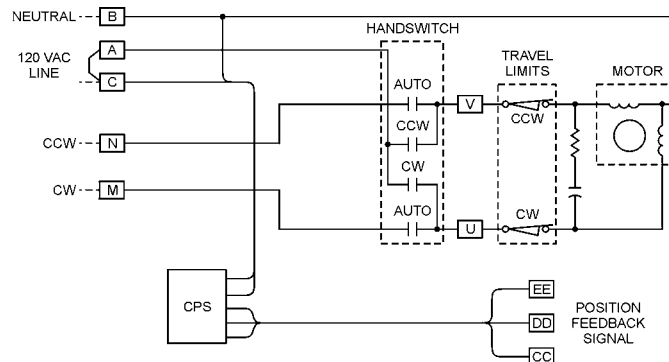 NEUTRAL
B
HANDSWITCH
A
120 VAC
LINE
C
TRAVEL
LIMITS
MOTOR
AUTO
V
CCW
CCW
N
CCW
CW
CW
M
AUTO
U
CW
CPS
EE
DD
CC
POSITION
FEEDBACK
SIGNAL